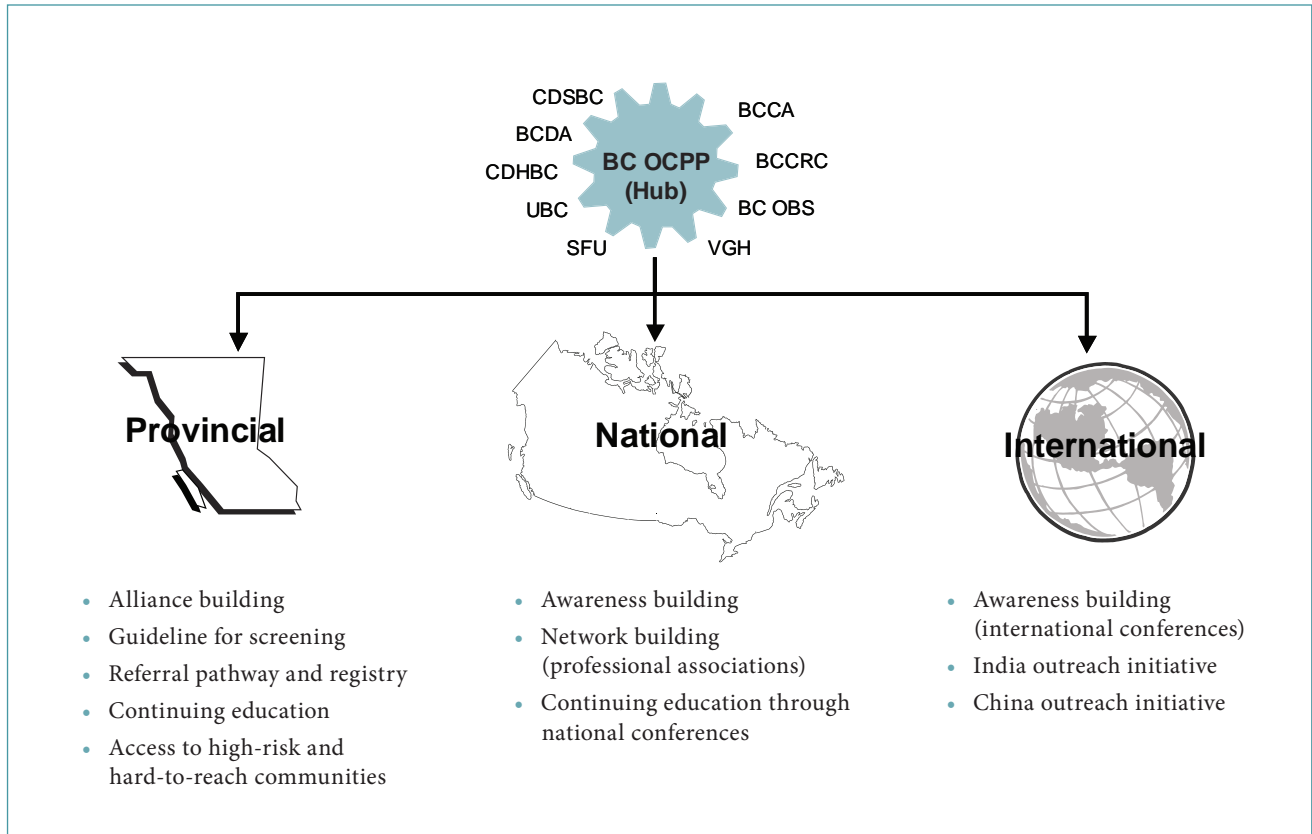 CDSBC
BCDA
CDHBC
UBC
SFU
BC OCPP
(Hub)
BCCA
BCCRC
BC OBS
VGH
Provincial
National
International
• Alliance building
• Guideline for screening
• Referral pathway and registry
• Continuing education
• Access to high-risk and
hard-to-reach communities
• Awareness building
• Network building
(professional associations)
• Continuing education through
national conferences
• Awareness building
(international conferences)
• India outreach initiative
• China outreach initiative